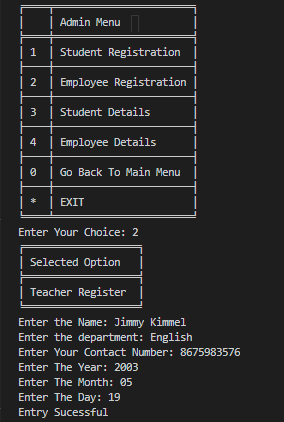 Admin Menu
1 Student Registration
2 Employee Registration
3 Student Details
4 Employee Details
0 Go Back To Main Menu
* EXIT
Enter Your Choice: 2
Selected Option
Teacher Register
Enter the Name: Jimmy Kimmel
Enter the department: English
Enter Your Contact Number: 8675983576
Enter The Year: 2003
Enter The Month: 05
Enter The Day: 19
Entry Sucessful